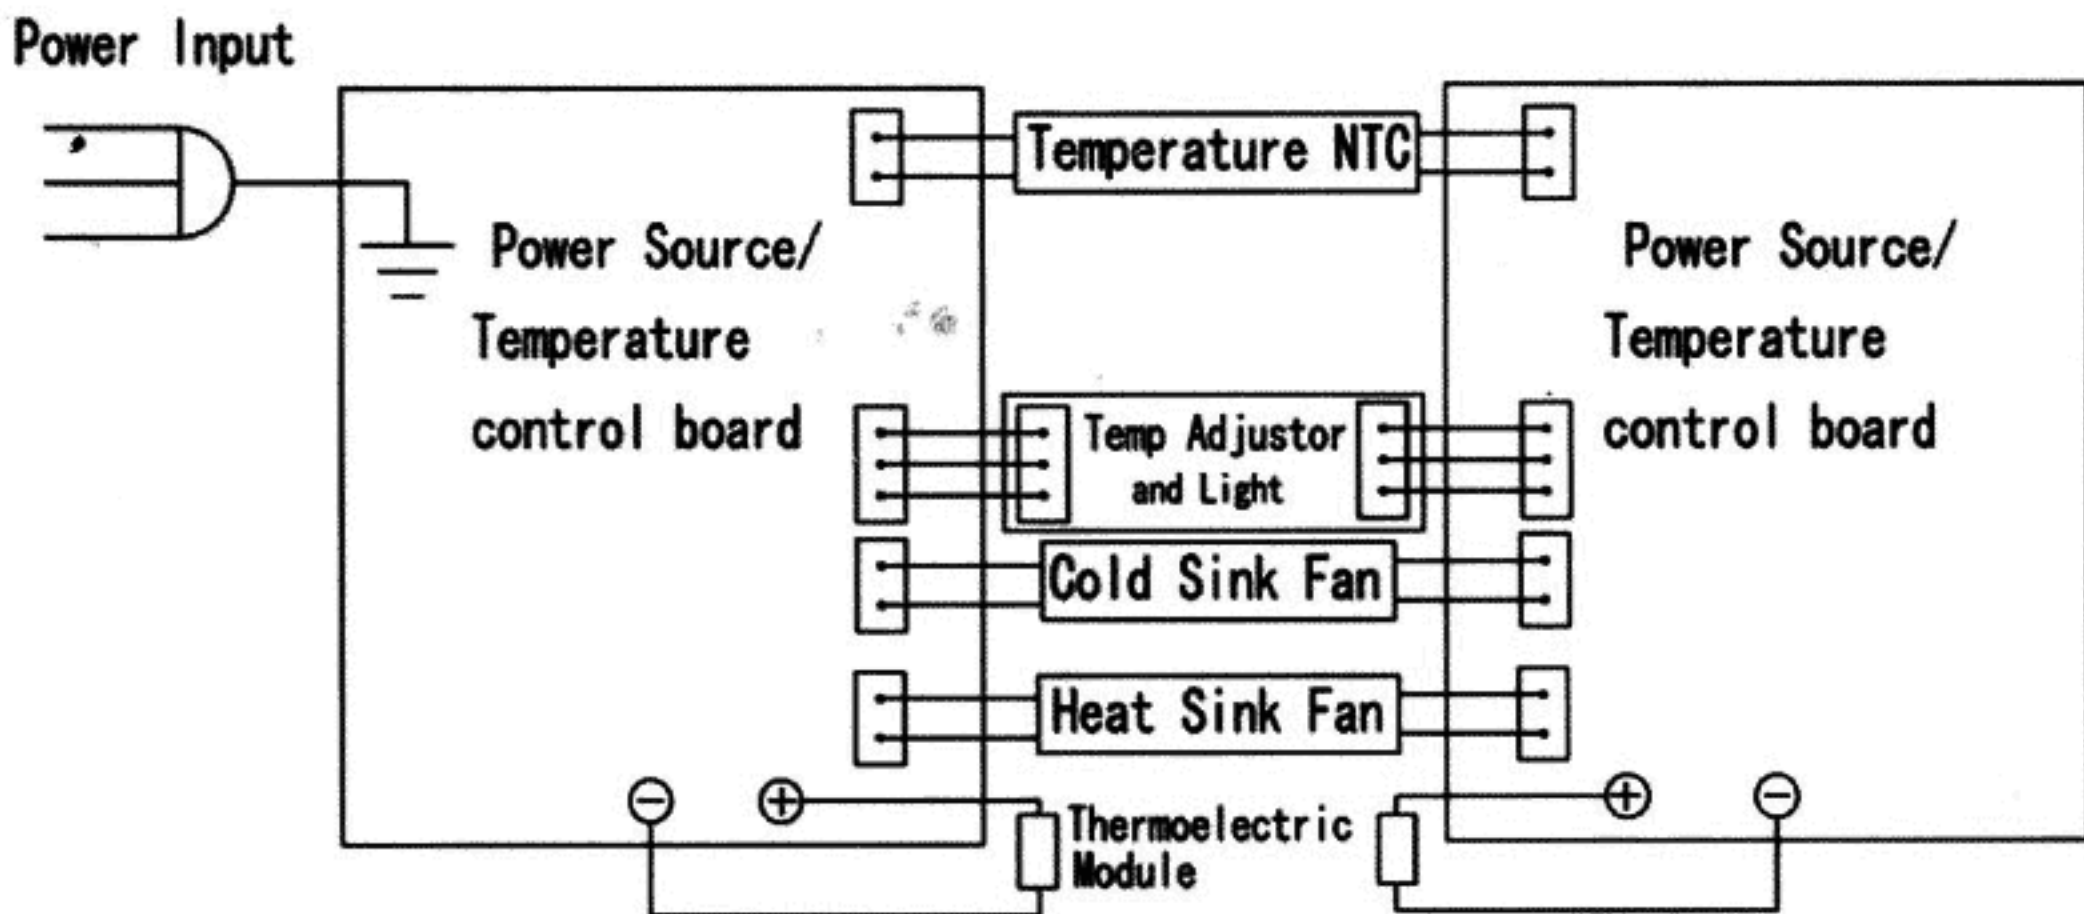 Power Input
Temperature NTC
Power Source/
Temperature
control board
Power Source/
Temperature
control board
Temp Adjustor
and Light
Cold Sink Fan
Heat Sink Fan
Thermoelectric
Module